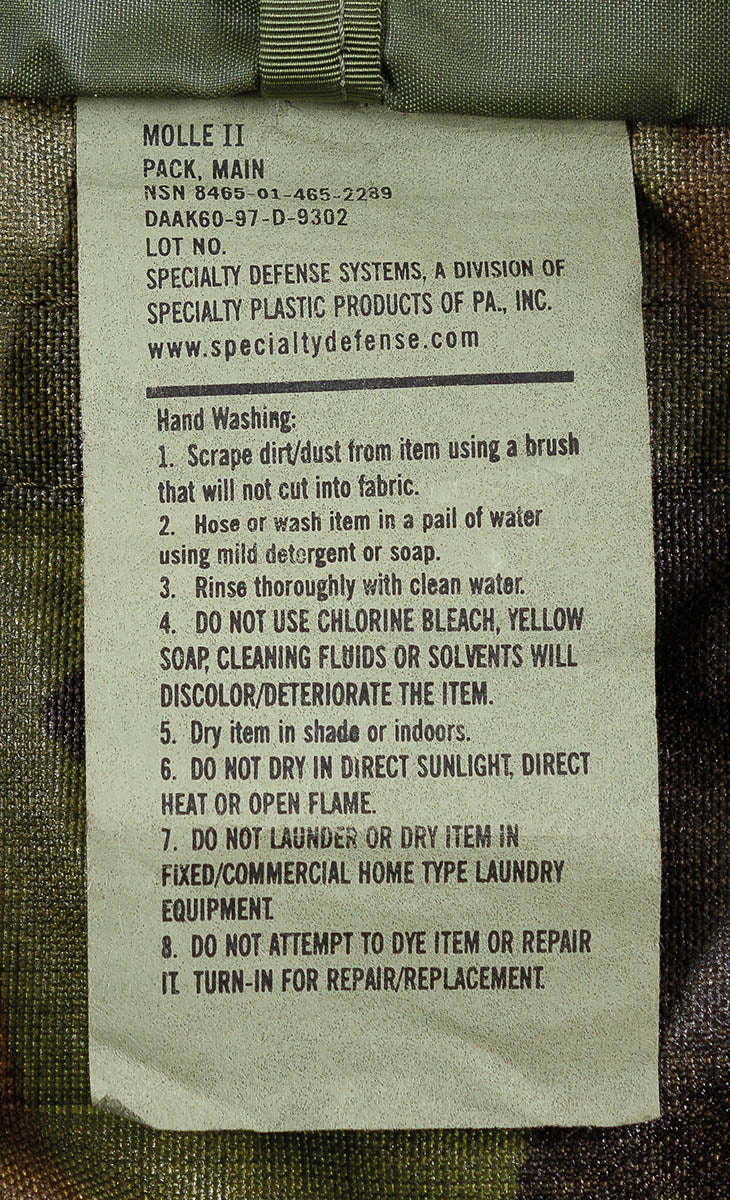 MOLLE II
PACK, MAIN
NSN 8465-01-465-2289
DAAK60-97-D-9302
LOT NO.
SPECIALTY DEFENSE SYSTEMS, A DIVISION OF
SPECIALTY PLASTIC PRODUCTS OF PA., INC.
www.specialtydefense.com
Hand Washing:
1. Scrape dirt/dust from item using a brush
that will not cut into fabric.
2. Hose or wash item in a pail of water
using mild detergent or soap.
3. Rinse thoroughly with clean water.
4. DO NOT USE CHLORINE BLEACH, YELLOW
SOAP, CLEANING FLUIDS OR SOLVENTS WILL
DISCOLOR/DETERIORATE THE ITEM.
5. Dry item in shade or indoors.
6. DO NOT DRY IN DIRECT SUNLIGHT, DIRECT
HEAT OR OPEN FLAME.
7. DO NOT LAUNDER OR DRY ITEM IN
FIXED/COMMERCIAL HOME TYPE LAUNDRY
EQUIPMENT.
8. DO NOT ATTEMPT TO DYE ITEM OR REPAIR
IT. TURN-IN FOR REPAIR/REPLACEMENT.